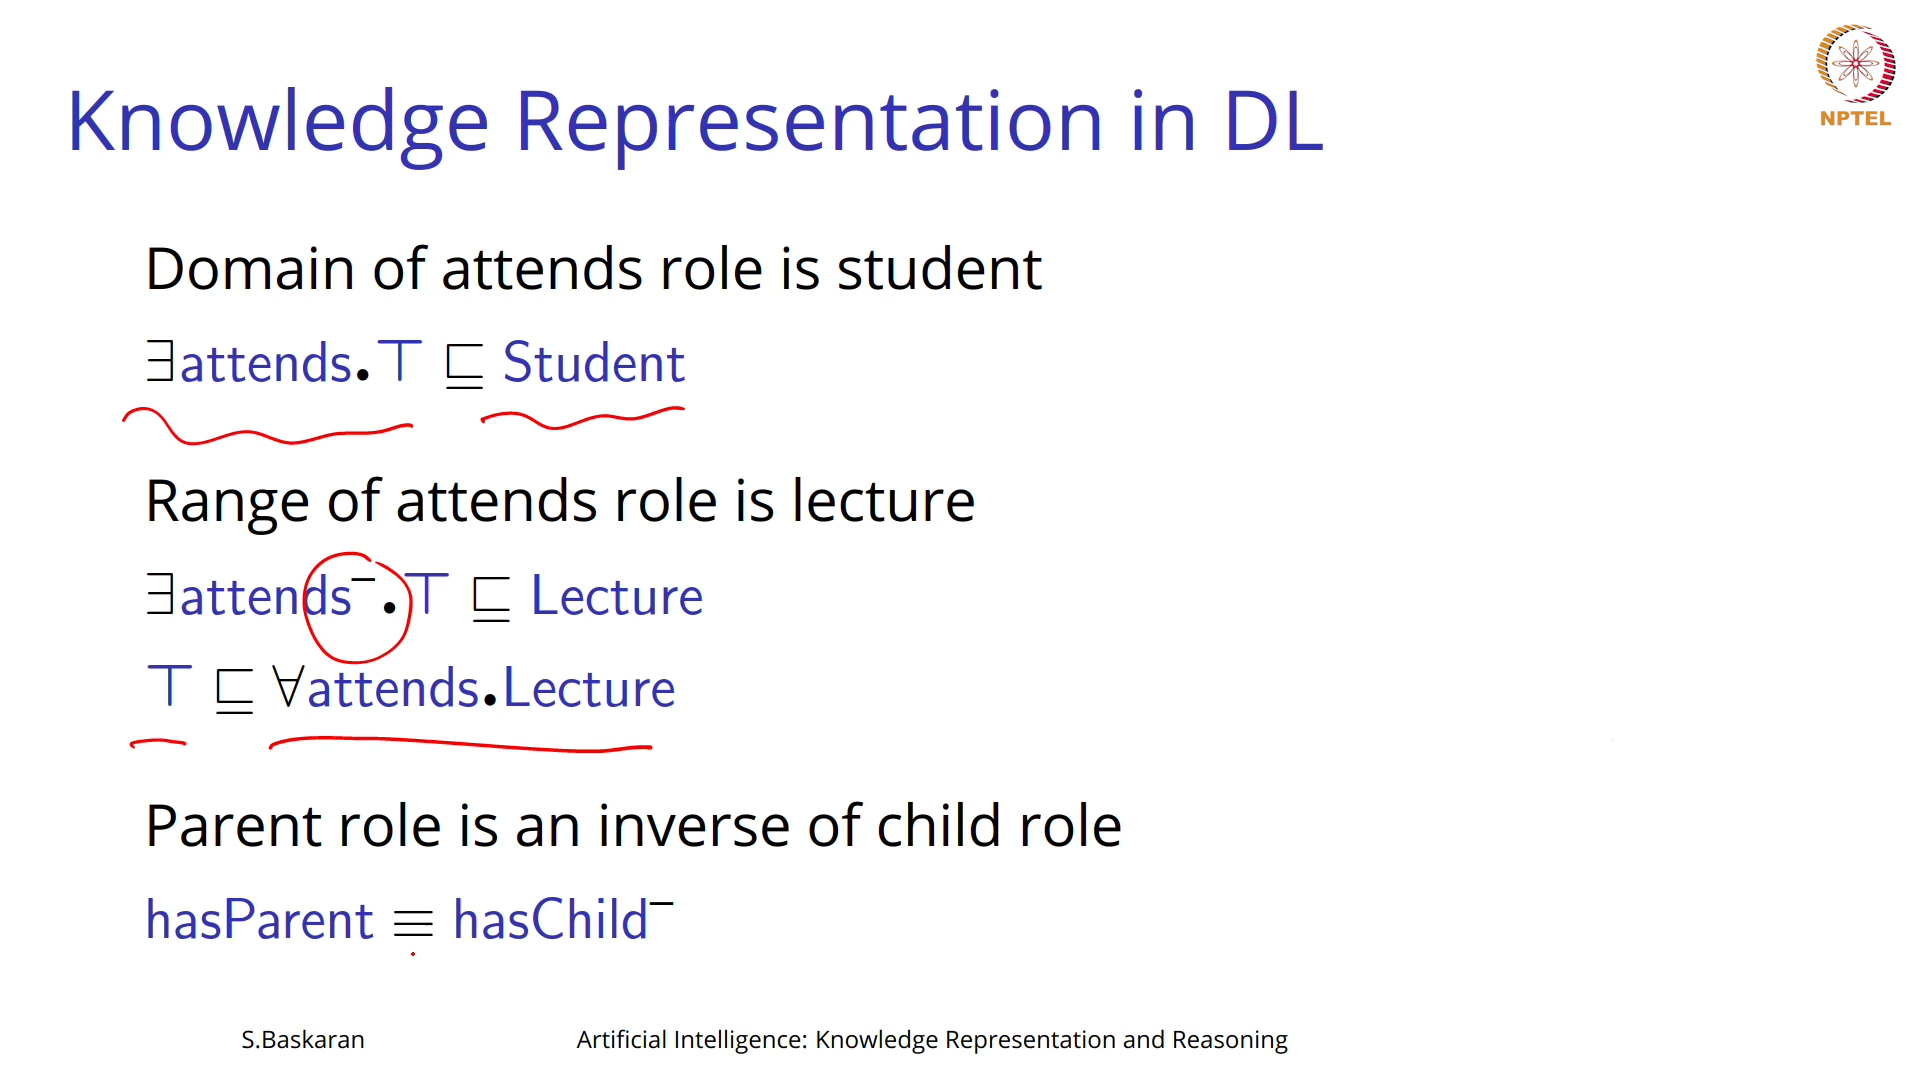 NPTEL
Knowledge Representation in DL
Domain of attends role is student
∃attends.⊤ ⊑ Student
Range of attends role is lecture
∃attends⁻.⊤ ⊑ Lecture
⊤ ⊑ ∀attends.Lecture
Parent role is an inverse of child role
hasParent ≡ hasChild⁻
S.Baskaran Artificial Intelligence: Knowledge Representation and Reasoning